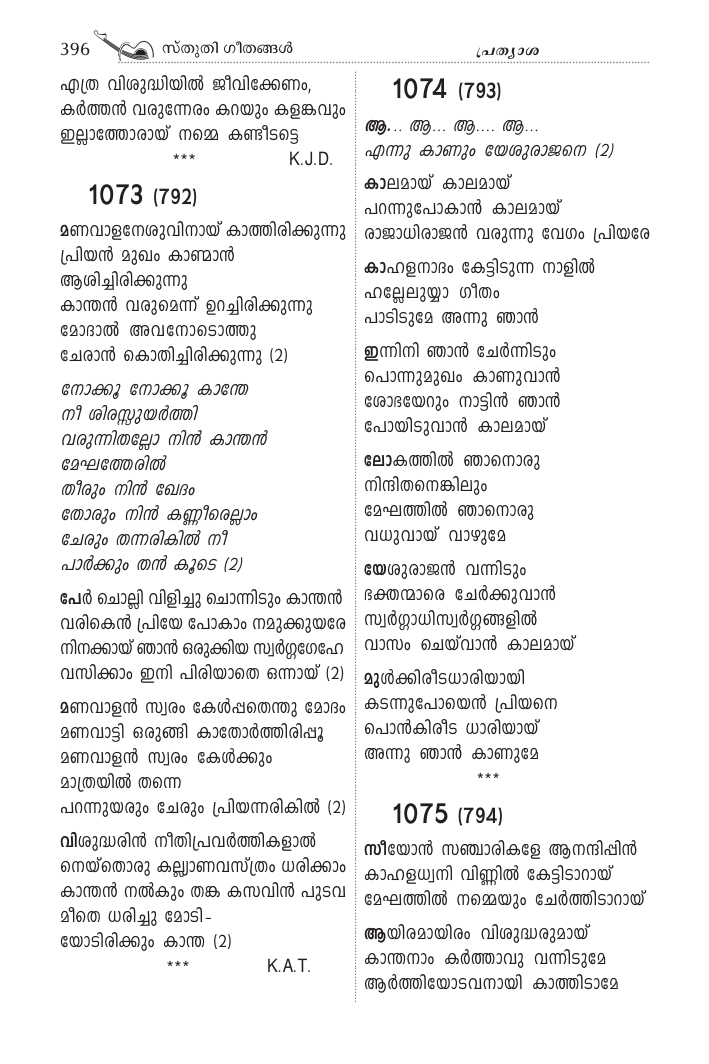 396 സ്തുതി ഗീതങ്ങൾ
പ്രത്യാശ
എത്ര വിശുദ്ധിയിൽ ജീവിക്കേണം,
കർത്തൻ വരുന്നേരം കറയും കളങ്കവും
ഇല്ലാത്തോരായ് നമ്മെ കണ്ടീടട്ടെ
*** K.J.D.
1073 (792)
മണവാളനേശുവിനായ് കാത്തിരിക്കുന്നു
പ്രിയൻ മുഖം കാണ്മാൻ
ആശിച്ചിരിക്കുന്നു
കാന്തൻ വരുമെന്ന് ഉറച്ചിരിക്കുന്നു
മോദാൽ അവനോടൊത്തു
ചേരാൻ കൊതിച്ചിരിക്കുന്നു (2)
നോക്കൂ നോക്കൂ കാന്തേ
നീ ശിരസ്സുയർത്തി
വരുന്നിതല്ലോ നിൻ കാന്തൻ
മേഘത്തേരിൽ
തീരും നിൻ ഖേദം
തോരും നിൻ കണ്ണീരെല്ലാം
ചേരും തന്നരികിൽ നീ
പാർക്കും തൻ കൂടെ (2)
പേർ ചൊല്ലി വിളിച്ചു ചൊന്നിടും കാന്തൻ
വരികെൻ പ്രിയേ പോകാം നമുക്കുയരേ
നിനക്കായ് ഞാൻ ഒരുക്കിയ സ്വർഗ്ഗഗേഹേ
വസിക്കാം ഇനി പിരിയാതെ ഒന്നായ് (2)
മണവാളൻ സ്വരം കേൾപ്പതെന്തു മോദം
മണവാട്ടി ഒരുങ്ങി കാതോർത്തിരിപ്പൂ
മണവാളൻ സ്വരം കേൾക്കും
മാത്രയിൽ തന്നെ
പറന്നുയരും ചേരും പ്രിയന്നരികിൽ (2)
വിശുദ്ധരിൻ നീതിപ്രവർത്തികളാൽ
നെയ്തൊരു കല്ല്യാണവസ്ത്രം ധരിക്കാം
കാന്തൻ നൽകും തങ്ക കസവിൻ പുടവ
മീതെ ധരിച്ചു മോടി-
യോടിരിക്കും കാന്ത (2)
*** K.A.T.
1074 (793)
ആ... ആ... ആ.... ആ...
എന്നു കാണും യേശുരാജനെ (2)
കാലമായ് കാലമായ്
പറന്നുപോകാൻ കാലമായ്
രാജാധിരാജൻ വരുന്നു വേഗം പ്രിയരേ
കാഹളനാദം കേട്ടിടുന്ന നാളിൽ
ഹല്ലേലുയ്യാ ഗീതം
പാടിടുമേ അന്നു ഞാൻ
ഇന്നിനി ഞാൻ ചേർന്നിടും
പൊന്നുമുഖം കാണുവാൻ
ശോഭയേറും നാട്ടിൻ ഞാൻ
പോയിടുവാൻ കാലമായ്
ലോകത്തിൽ ഞാനൊരു
നിന്ദിതനെങ്കിലും
മേഘത്തിൽ ഞാനൊരു
വധുവായ് വാഴുമേ
യേശുരാജൻ വന്നിടും
ഭക്തന്മാരെ ചേർക്കുവാൻ
സ്വർഗ്ഗാധിസ്വർഗ്ഗങ്ങളിൽ
വാസം ചെയ്‌വാൻ കാലമായ്
മുൾക്കിരീടധാരിയായി
കടന്നുപോയെൻ പ്രിയനെ
പൊൻകിരീട ധാരിയായ്
അന്നു ഞാൻ കാണുമേ
***
1075 (794)
സീയോൻ സഞ്ചാരികളേ ആനന്ദിപ്പിൻ
കാഹളധ്വനി വിണ്ണിൽ കേട്ടിടാറായ്
മേഘത്തിൽ നമ്മെയും ചേർത്തിടാറായ്
ആയിരമായിരം വിശുദ്ധരുമായ്
കാന്തനാം കർത്താവു വന്നിടുമേ
ആർത്തിയോടവനായി കാത്തിടാമേ